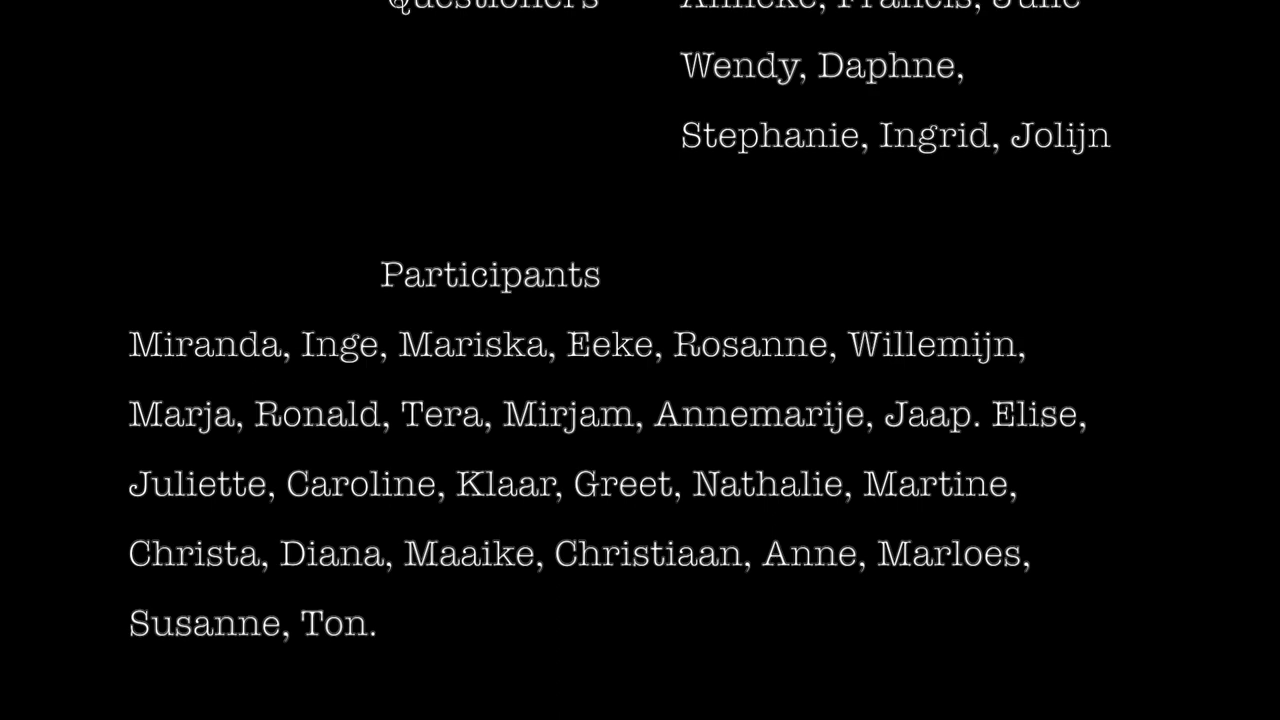 Questioners Anneke, Francis, June
Wendy, Daphne,
Stephanie, Ingrid, Jolijn
Participants
Miranda, Inge, Mariska, Eeke, Rosanne, Willemijn,
Marja, Ronald, Tera, Mirjam, Annemarije, Jaap. Elise,
Juliette, Caroline, Klaar, Greet, Nathalie, Martine,
Christa, Diana, Maaike, Christiaan, Anne, Marloes,
Susanne, Ton.